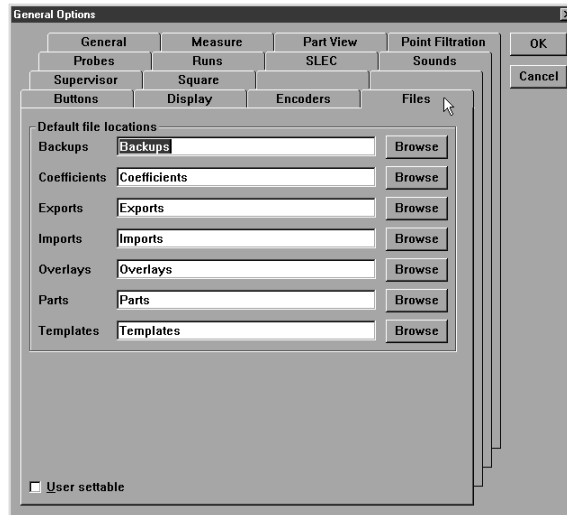 General Options
General Measure Part View Point Filtration OK
Probes Runs SLEC Sounds
Supervisor Square Cancel
Buttons Display Encoders Files
Default file locations
Backups Backups Browse
Coefficients Coefficients Browse
Exports Exports Browse
Imports Imports Browse
Overlays Overlays Browse
Parts Parts Browse
Templates Templates Browse
User settable